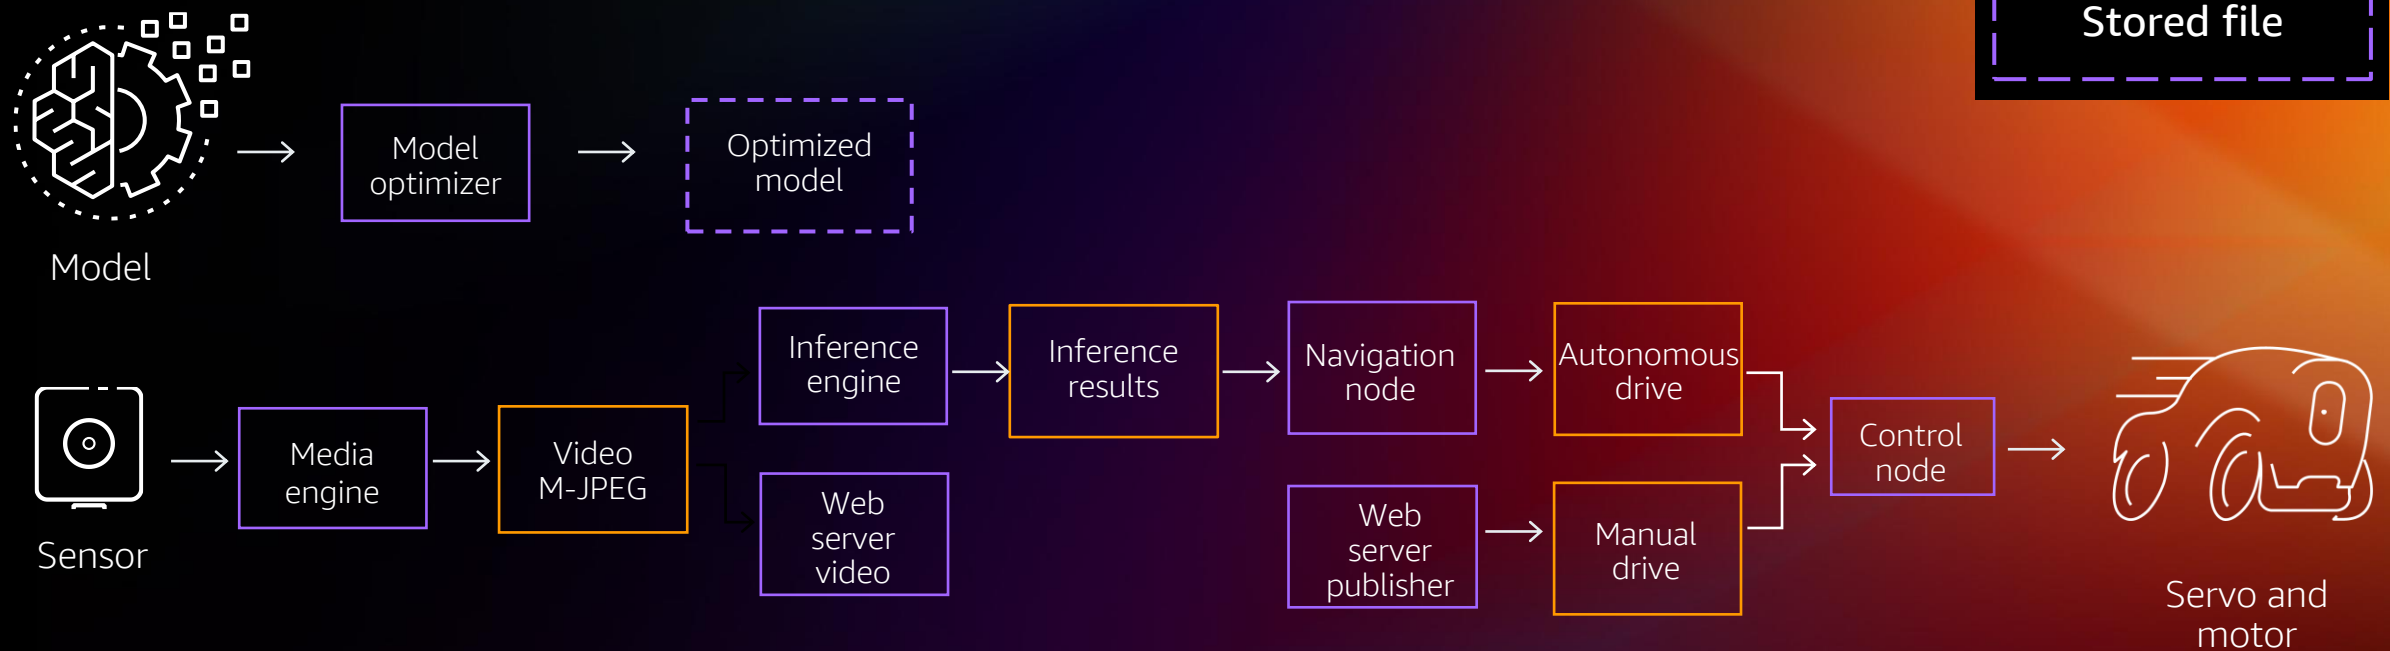 Stored file
Model
optimizer
Optimized
model
Model
Inference
engine
Inference
results
Navigation
node
Autonomous
drive
Control
node
Media
engine
Video
M-JPEG
Web
server
video
Web
server
publisher
Manual
drive
Sensor
Servo and
motor